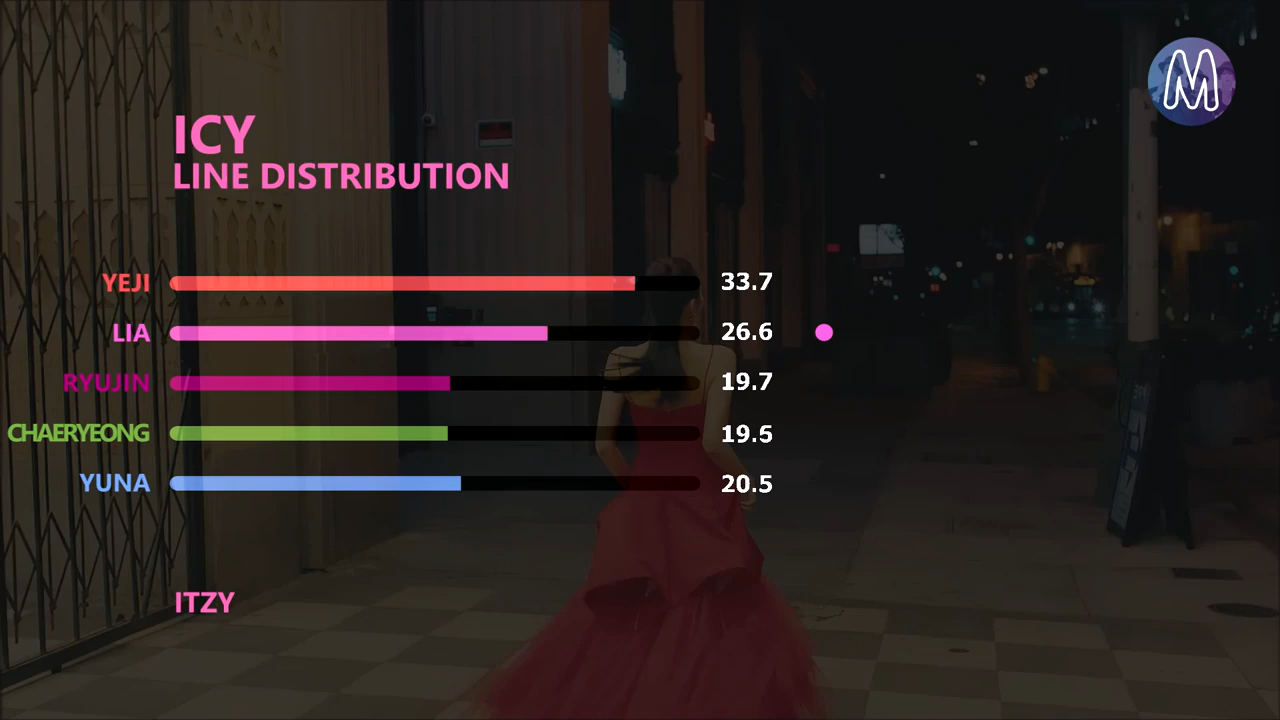 M
ICY
LINE DISTRIBUTION
YEJI 33.7
LIA 26.6
RYUJIN 19.7
CHAERYEONG 19.5
YUNA 20.5
ITZY